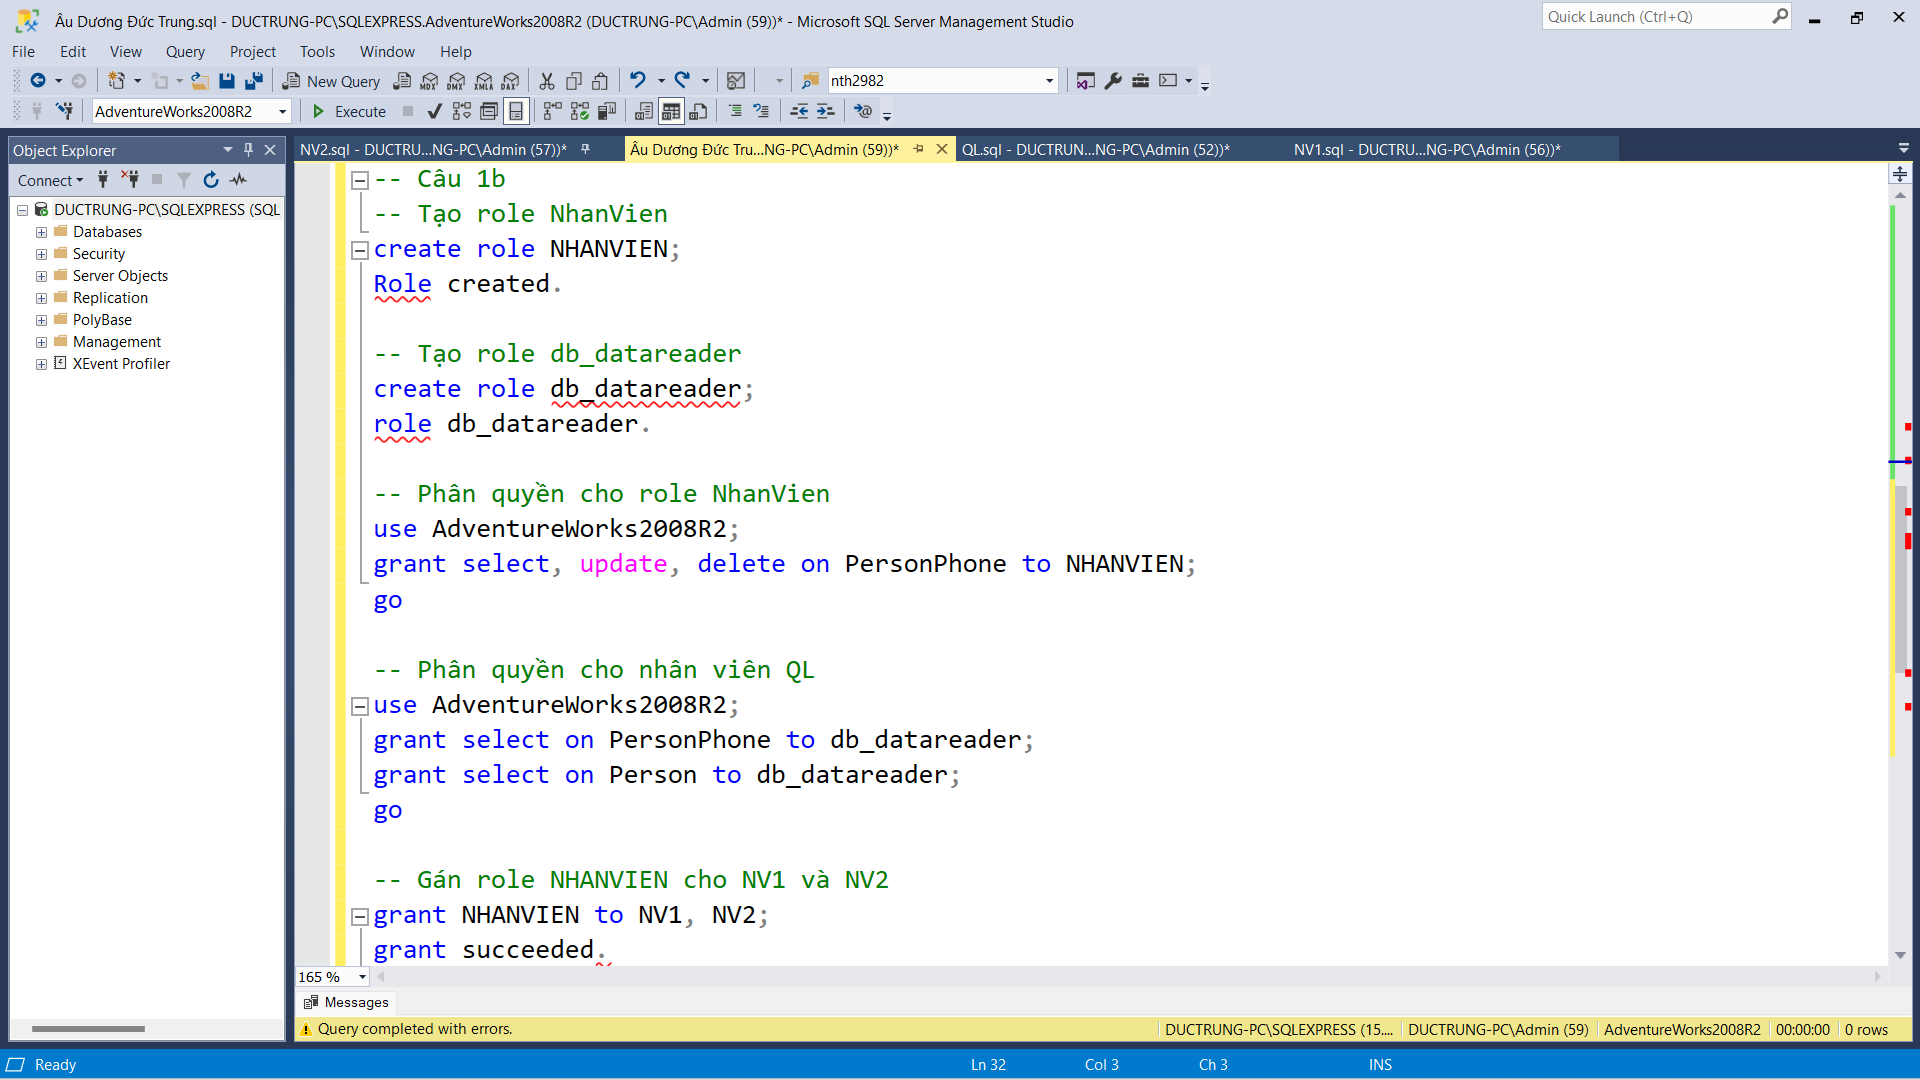 Âu Dương Đức Trung.sql - DUCTRUNG-PC\SQLEXPRESS.AdventureWorks2008R2 (DUCTRUNG-PC\Admin (59))* - Microsoft SQL Server Management Studio
Quick Launch (Ctrl+Q)
File Edit View Query Project Tools Window Help
New Query
MDX DMX XMLA DAX
nth2982
AdventureWorks2008R2
Execute
Object Explorer
NV2.sql - DUCTRU...NG-PC\Admin (57))*
Âu Dương Đức Tru...NG-PC\Admin (59))*
QL.sql - DUCTRUN...NG-PC\Admin (52))*
NV1.sql - DUCTRU...NG-PC\Admin (56))*
Connect
DUCTRUNG-PC\SQLEXPRESS (SQL
Databases
Security
Server Objects
Replication
PolyBase
Management
XEvent Profiler
-- Câu 1b
-- Tạo role NhanVien
create role NHANVIEN;
Role created.
-- Tạo role db_datareader
create role db_datareader;
role db_datareader.
-- Phân quyền cho role NhanVien
use AdventureWorks2008R2;
grant select, update, delete on PersonPhone to NHANVIEN;
go
-- Phân quyền cho nhân viên QL
use AdventureWorks2008R2;
grant select on PersonPhone to db_datareader;
grant select on Person to db_datareader;
go
-- Gán role NHANVIEN cho NV1 và NV2
grant NHANVIEN to NV1, NV2;
grant succeeded.
165 %
Messages
Query completed with errors.
DUCTRUNG-PC\SQLEXPRESS (15.... DUCTRUNG-PC\Admin (59) AdventureWorks2008R2 00:00:00 0 rows
Ready
Ln 32 Col 3 Ch 3 INS